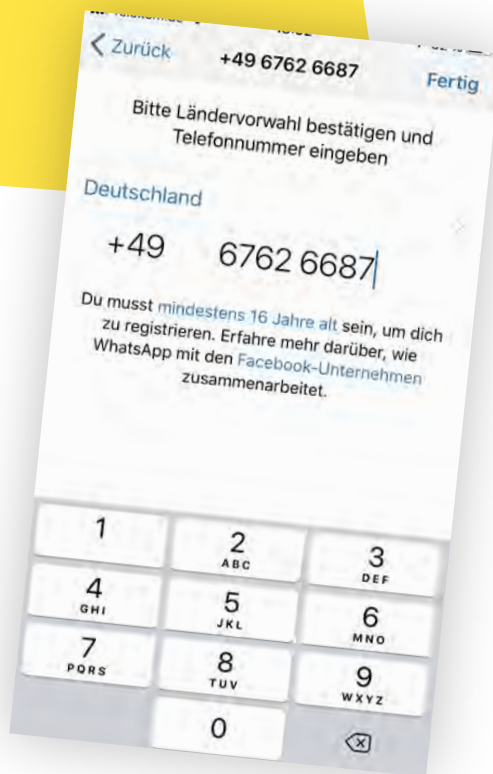 Zurück
+49 6762 6687
Fertig
Bitte Ländervorwahl bestätigen und
Telefonnummer eingeben
Deutschland
+49 6762 6687
Du musst mindestens 16 Jahre alt sein, um dich
zu registrieren. Erfahre mehr darüber, wie
WhatsApp mit den Facebook-Unternehmen
zusammenarbeitet.
1
2
ABC
3
DEF
4
GHI
5
JKL
6
MNO
7
PQRS
8
TUV
9
WXYZ
0